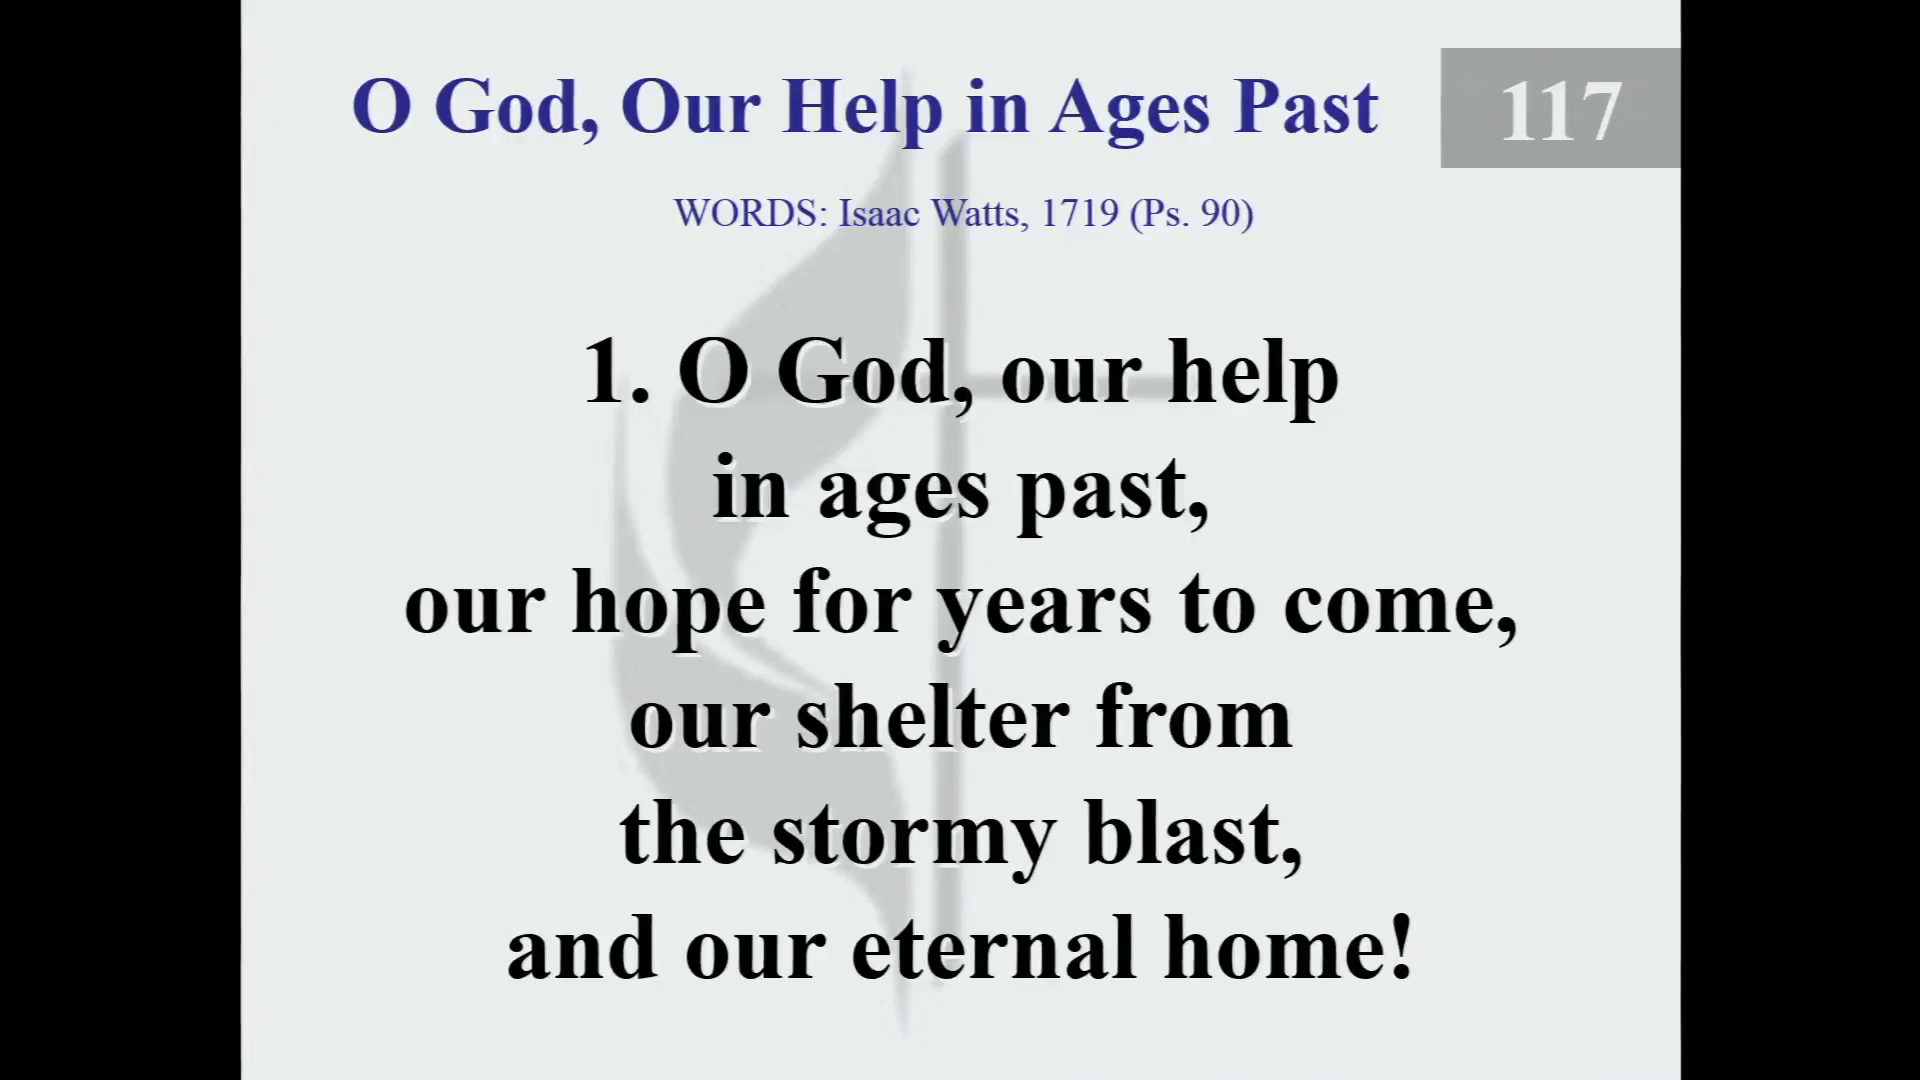 O God, Our Help in Ages Past
117
WORDS: Isaac Watts, 1719 (Ps. 90)
1. O God, our help
in ages past,
our hope for years to come,
our shelter from
the stormy blast,
and our eternal home!